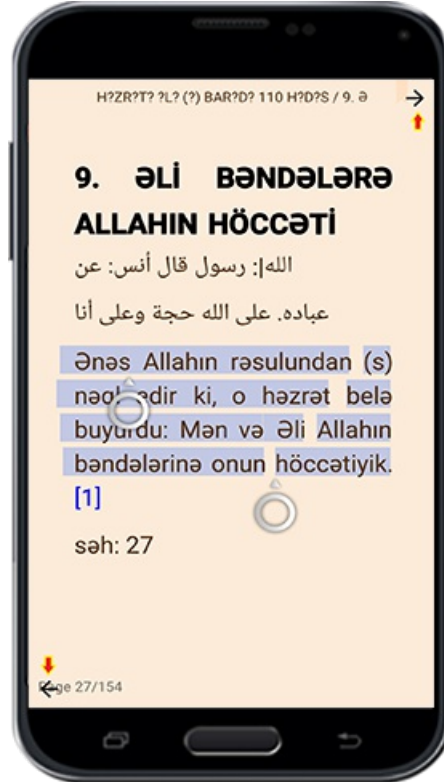 H?ZR?T? ?L? (?) BAR?D? 110 H?D?S / 9. Ə
9. ƏLİ BƏNDƏLƏRƏ
ALLAHIN HÖCCƏTİ
الله|: رسول قال أنس: عن
عباده. على الله حجة وعلى أنا
Ənəs Allahın rəsulundan (s)
ki, o həzrət belə
buyurdu: Mən və Əli Allahın
bəndələrinə onun höccətiyik.
[1]
səh: 27
Page 27/154